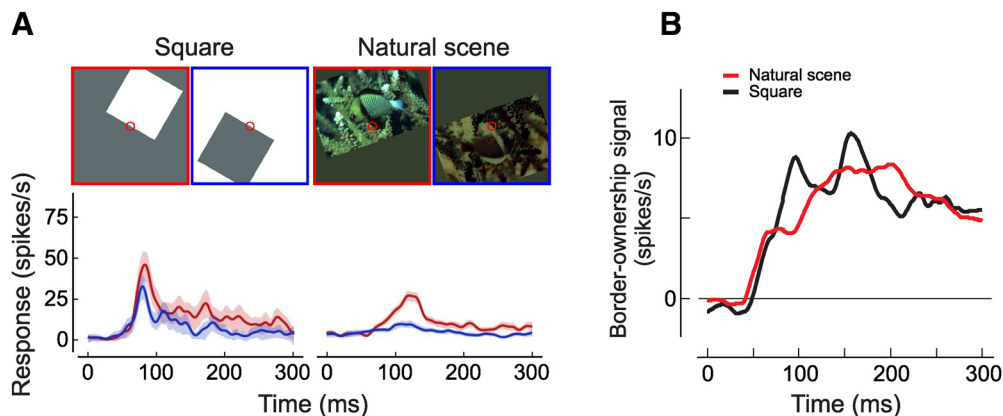 A
Square
Natural scene
Response (spikes/s)
75
50
25
0
0 100 200 300
0 100 200 300
Time (ms)
B
Natural scene
Square
Border-ownership signal
(spikes/s)
10
0
0 100 200 300
Time (ms)